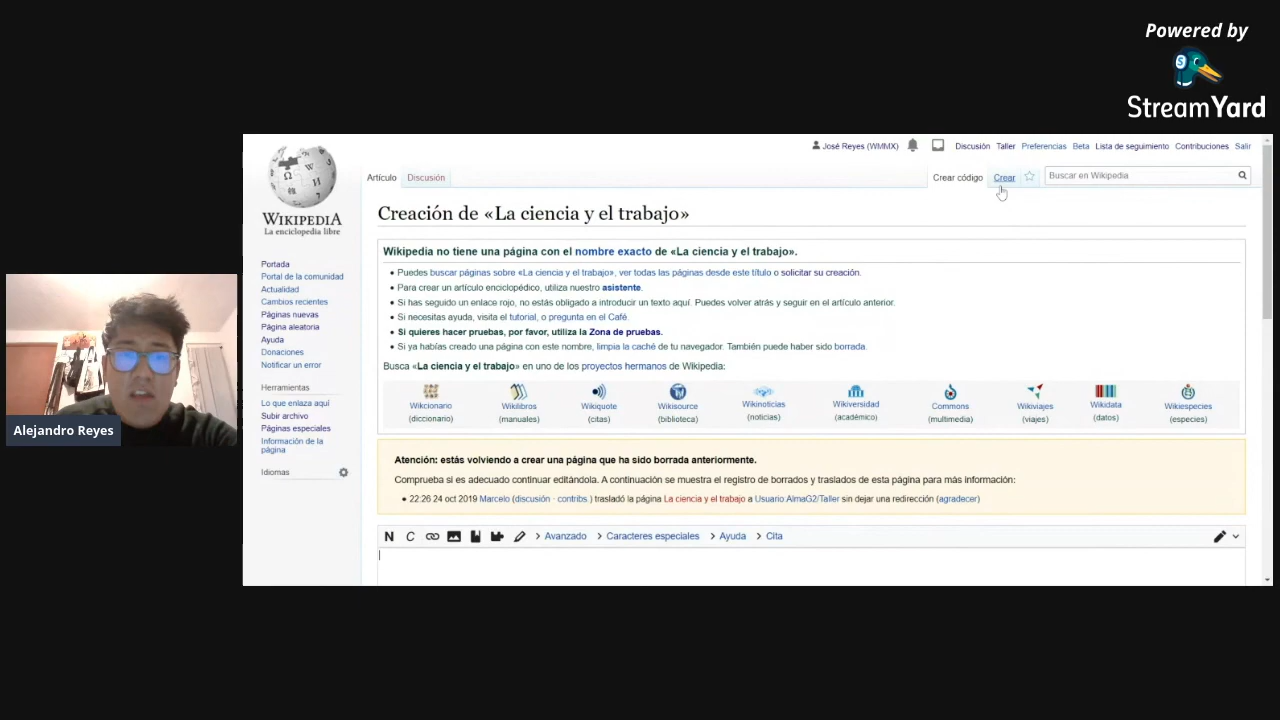 Powered by
StreamYard
José Reyes (WMMX) Discusión Taller Preferencias Beta Lista de seguimiento Contribuciones Salir
Artículo Discusión Crear código Crear Buscar en Wikipedia
WIKIPEDIA
La enciclopedia libre
Creación de «La ciencia y el trabajo»
Wikipedia no tiene una página con el nombre exacto de «La ciencia y el trabajo».
• Puedes buscar páginas sobre «La ciencia y el trabajo», ver todas las páginas desde este título o solicitar su creación.
• Para crear un artículo enciclopédico, utiliza nuestro asistente.
• Si has seguido un enlace rojo, no estás obligado a introducir un texto aquí. Puedes volver atrás y seguir en el artículo anterior.
• Si necesitas ayuda, visita el tutorial, o pregunta en el Café.
• Si quieres hacer pruebas, por favor, utiliza la Zona de pruebas.
• Si ya habías creado una página con este nombre, limpia la caché de tu navegador. También puede haber sido borrada.
Busca «La ciencia y el trabajo» en uno de los proyectos hermanos de Wikipedia:
Wikcionario Wikilibros Wikiquote Wikisource Wikinoticias Wikiversidad Commons Wikiviajes Wikidata Wikiespecies
(diccionario) (manuales) (citas) (biblioteca) (noticias) (académico) (multimedia) (viajes) (datos) (especies)
Atención: estás volviendo a crear una página que ha sido borrada anteriormente.
Comprueba si es adecuado continuar editándola. A continuación se muestra el registro de borrados y traslados de esta página para más información:
• 22:26 24 oct 2019 Marcelo (discusión · contribs.) trasladó la página La ciencia y el trabajo a Usuario:AlmaG2/Taller sin dejar una redirección (agradecer)
N C > Avanzado > Caracteres especiales > Ayuda > Cita
Portada
Portal de la comunidad
Actualidad
Cambios recientes
Páginas nuevas
Página aleatoria
Ayuda
Donaciones
Notificar un error
Herramientas
Lo que enlaza aquí
Subir archivo
Páginas especiales
Información de la
página
Idiomas
Alejandro Reyes